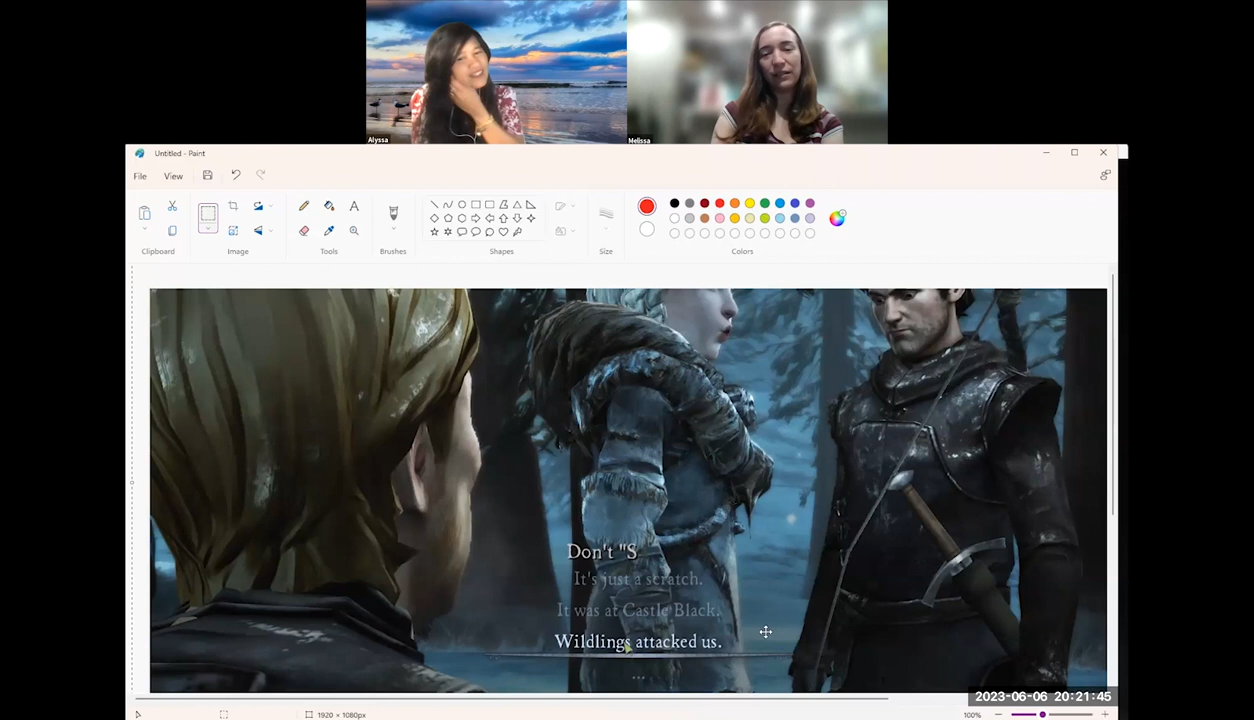 Alyssa
Melissa
Untitled - Paint
File View
Clipboard
Image
Tools
Brushes
Shapes
Size
Colors
Don't "S
It's just a scratch.
It was at Castle Black.
Wildlings attacked us.
...
2023-06-06 20:21:45
1920 × 1080px
100%